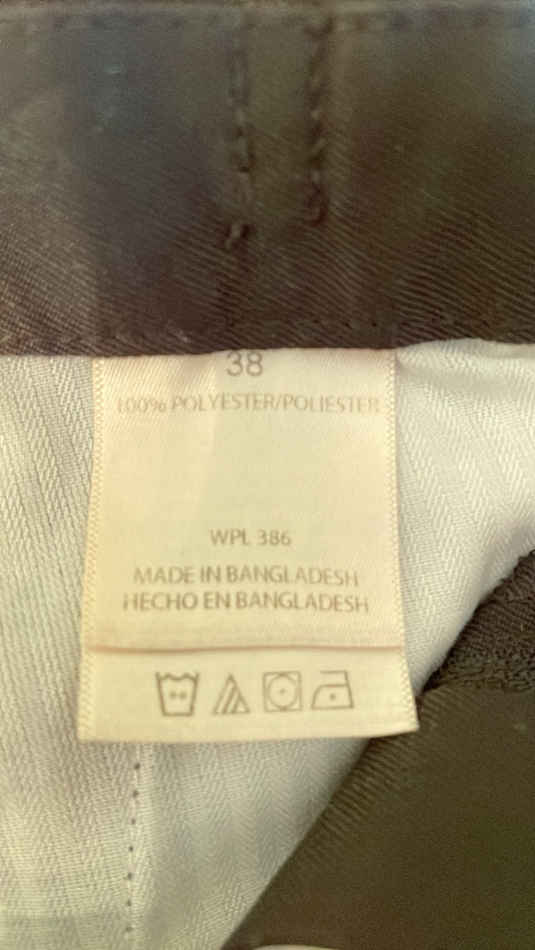 38
100% POLYESTER/POLIESTER
WPL 386
MADE IN BANGLADESH
HECHO EN BANGLADESH